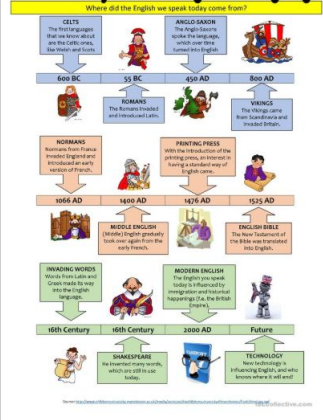 Where did the English we speak today come from?
CELTS
The first languages
that we know about
are the Celtic ones,
like Welsh and Scots
ANGLO-SAXON
The Anglo-Saxons
spoke the language,
which over time
turned into English
600 BC
55 BC
450 AD
800 AD
ROMANS
The Romans invaded
and introduced Latin.
VIKINGS
The Vikings came
from Scandinavia and
invaded Britain.
NORMANS
Normans from France
invaded England and
introduced an early
version of French.
PRINTING PRESS
With the introduction of the
printing press, an interest in
having a standard way of
English came.
1066 AD
1400 AD
1476 AD
1525 AD
MIDDLE ENGLISH
(Middle) English gradually
took over again from the
early French.
ENGLISH BIBLE
The New Testament of
the Bible was translated
into English.
INVADING WORDS
Words from Latin and
Greek made its way
into the English
language.
MODERN ENGLISH
The English you speak
today is influenced by
immigration and historical
happenings (f.e. the British
Empire).
16th Century
16th Century
2000 AD
Future
SHAKESPEARE
He invented many words,
which are still in use
today.
TECHNOLOGY
New technology is
influencing English, and who
knows where it will end?